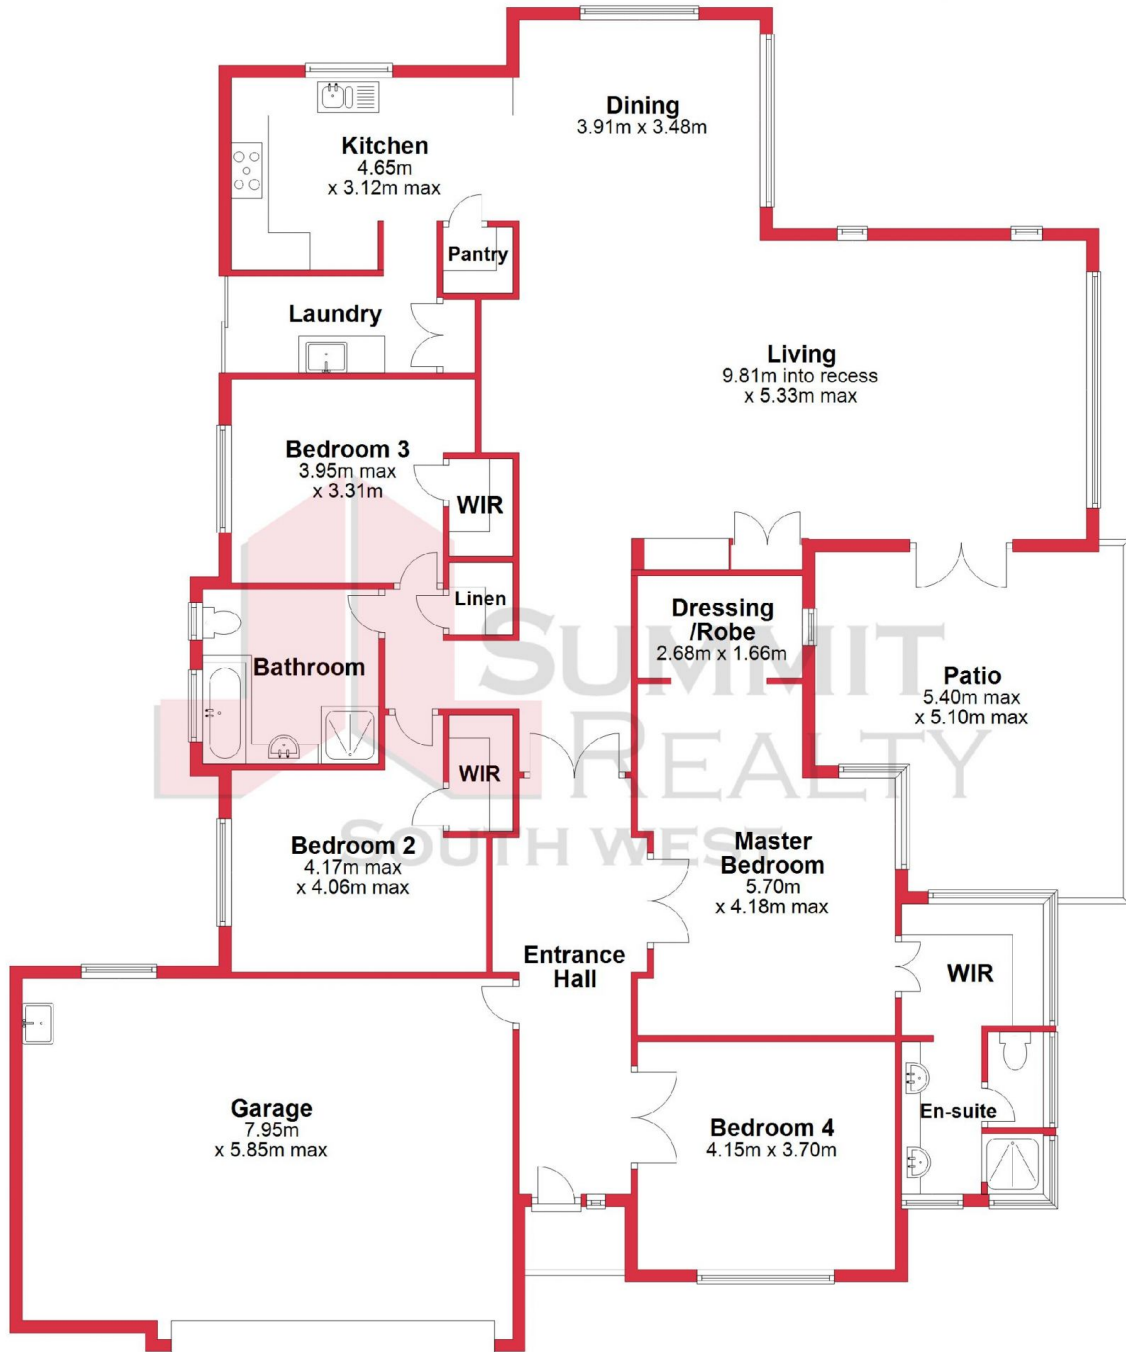 Dining
3.91m x 3.48m
Kitchen
4.65m
x 3.12m max
Pantry
Laundry
Living
9.81m into recess
x 5.33m max
Bedroom 3
3.95m max
x 3.31m
WIR
Linen
Dressing
/Robe
2.68m x 1.66m
Bathroom
Patio
5.40m max
x 5.10m max
SUMMIT
REALTY
SOUTH WEST
WIR
Bedroom 2
4.17m max
x 4.06m max
Master
Bedroom
5.70m
x 4.18m max
Entrance
Hall
WIR
Garage
7.95m
x 5.85m max
Bedroom 4
4.15m x 3.70m
En-suite